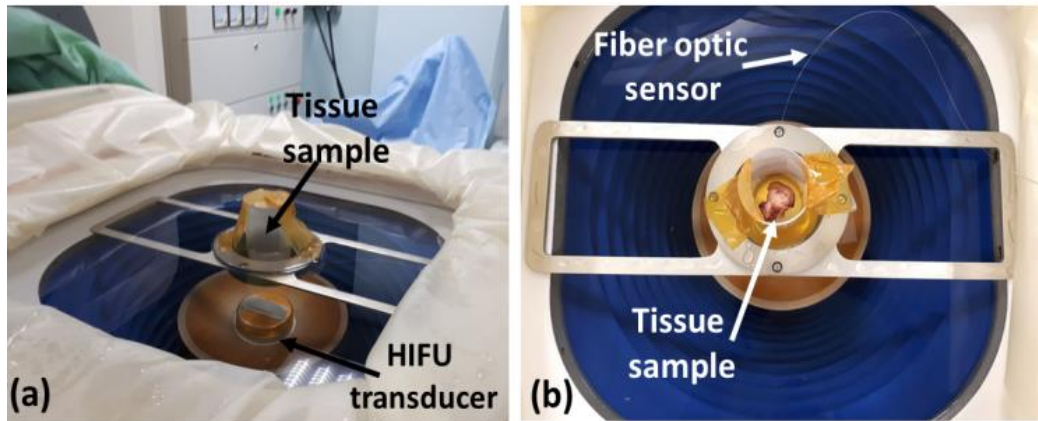 Tissue
sample
HIFU
transducer
(a)
Fiber optic
sensor
Tissue
sample
(b)